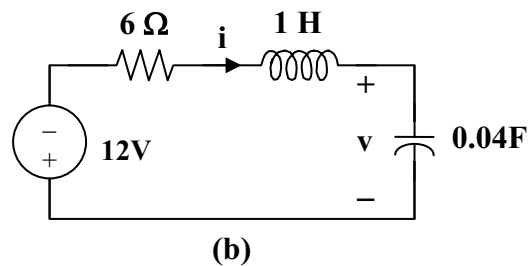 6 Ω i 1 H
− + 12V + v − 0.04F
(b)